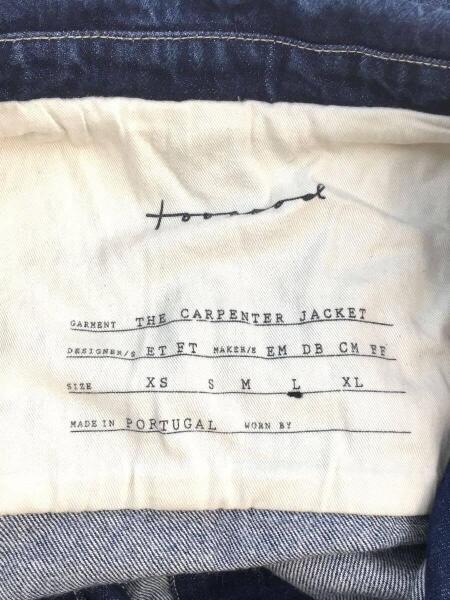 toogood
GARMENT THE CARPENTER JACKET
DESIGNER/S ET FT MAKER/S EM DB CM FF
SIZE XS S M L XL
MADE IN PORTUGAL WORN BY